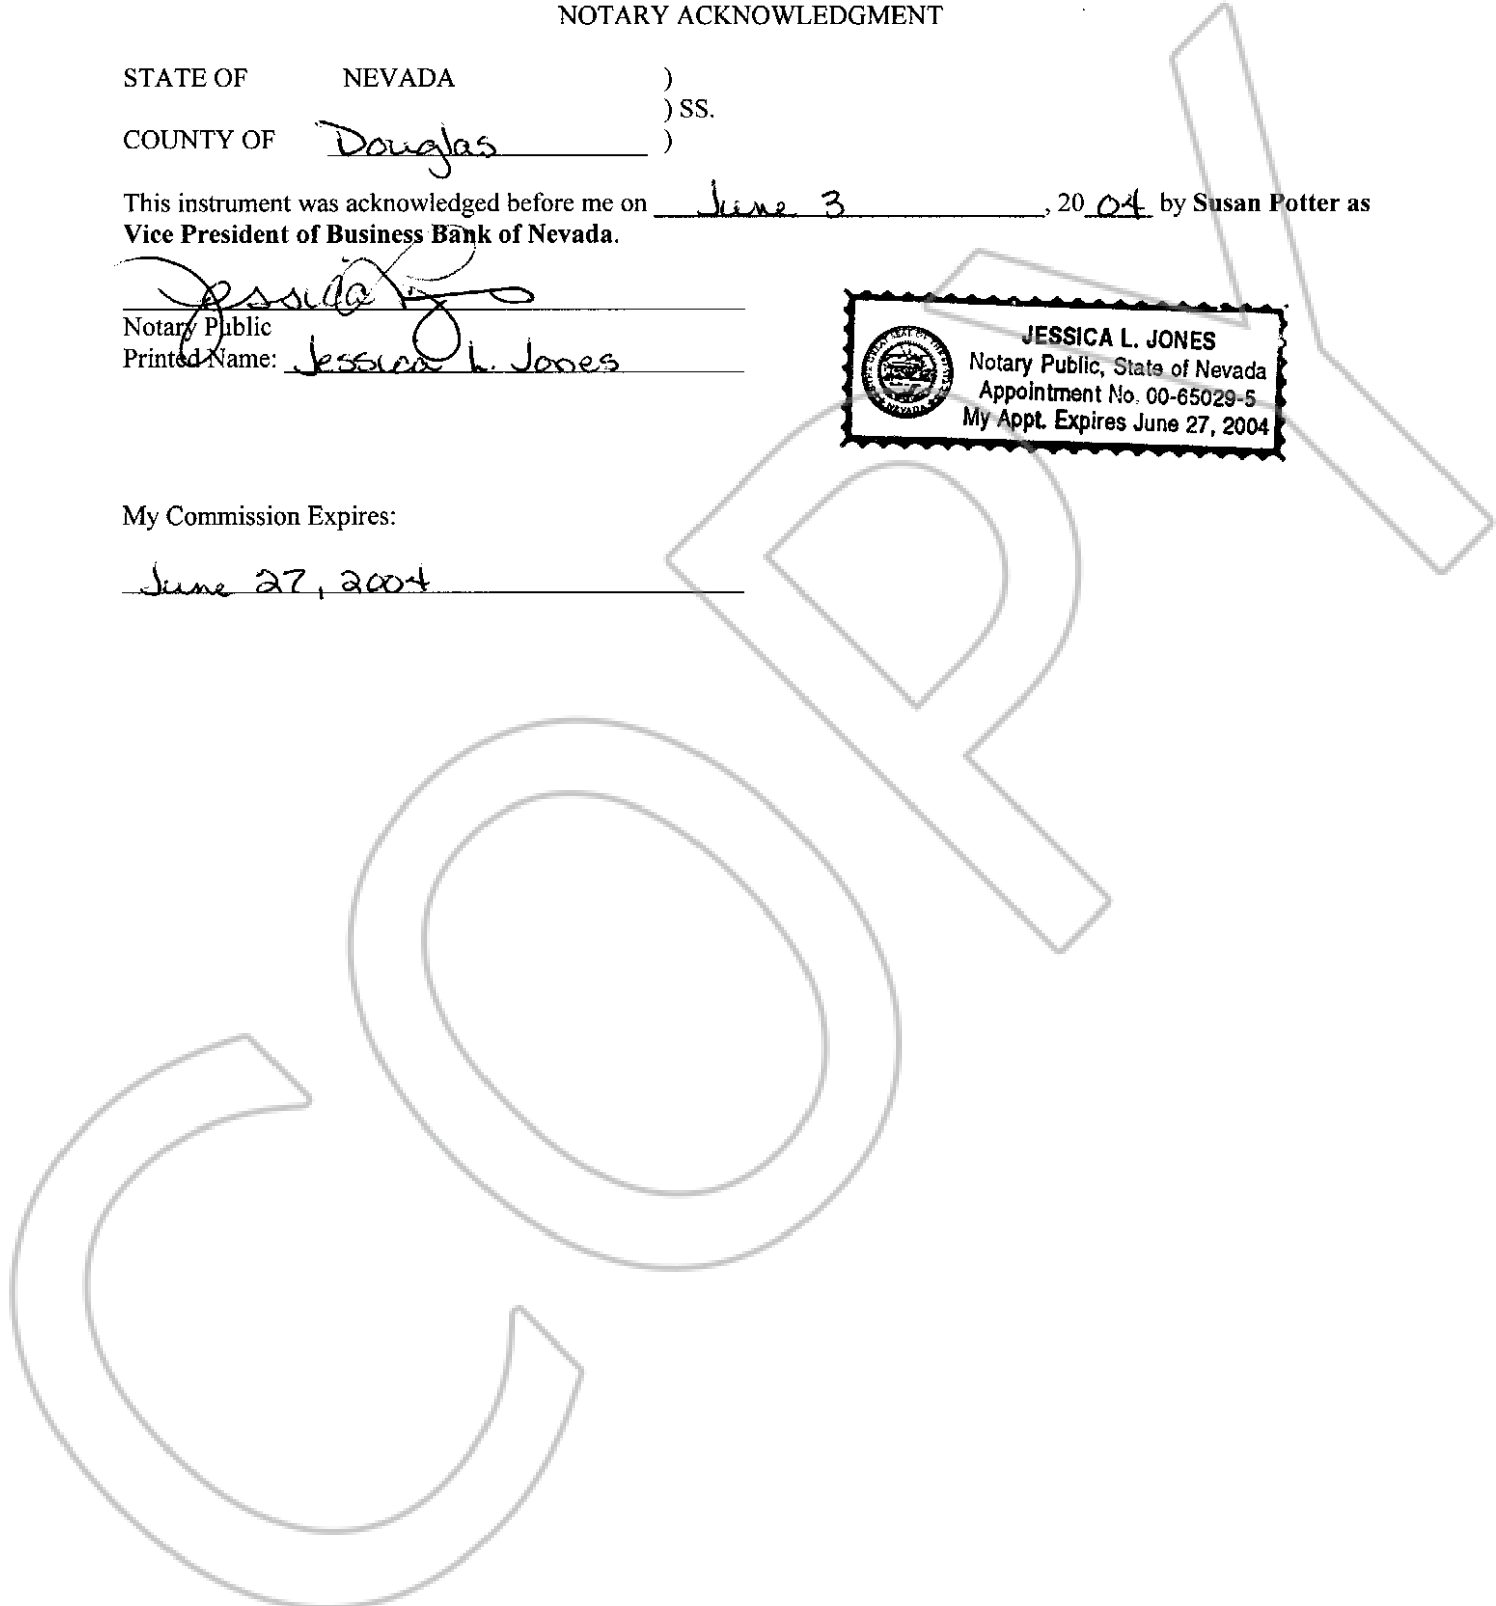 NOTARY ACKNOWLEDGMENT
STATE OF NEVADA )
) SS.
COUNTY OF Douglas )
This instrument was acknowledged before me on June 3, 2004 by Susan Potter as
Vice President of Business Bank of Nevada.
Jessica
Notary Public
Printed Name: Jessica L. Jones
JESSICA L. JONES
Notary Public, State of Nevada
Appointment No. 00-65029-5
My Appt. Expires June 27, 2004
NEVADA
My Commission Expires:
June 27, 2004
COPY